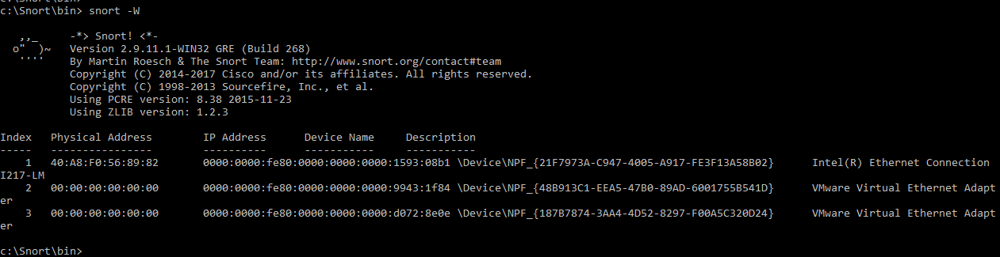 c:\Snort\bin>
c:\Snort\bin> snort -W
,,_ -*> Snort! <*-
o" )~ Version 2.9.11.1-WIN32 GRE (Build 268)
'''' By Martin Roesch & The Snort Team: http://www.snort.org/contact#team
Copyright (C) 2014-2017 Cisco and/or its affiliates. All rights reserved.
Copyright (C) 1998-2013 Sourcefire, Inc., et al.
Using PCRE version: 8.38 2015-11-23
Using ZLIB version: 1.2.3
Index Physical Address IP Address Device Name Description
----- ---------------- ---------- ----------- -----------
1 40:A8:F0:56:89:82 0000:0000:fe80:0000:0000:0000:1593:08b1 \Device\NPF_{21F7973A-C947-4005-A917-FE3F13A58B02} Intel(R) Ethernet Connection
I217-LM
2 00:00:00:00:00:00 0000:0000:fe80:0000:0000:0000:9943:1f84 \Device\NPF_{48B913C1-EEA5-47B0-89AD-6001755B541D} VMware Virtual Ethernet Adapt
er
3 00:00:00:00:00:00 0000:0000:fe80:0000:0000:0000:d072:8e0e \Device\NPF_{187B7874-3AA4-4D52-8297-F00A5C320D24} VMware Virtual Ethernet Adapt
er
c:\Snort\bin>